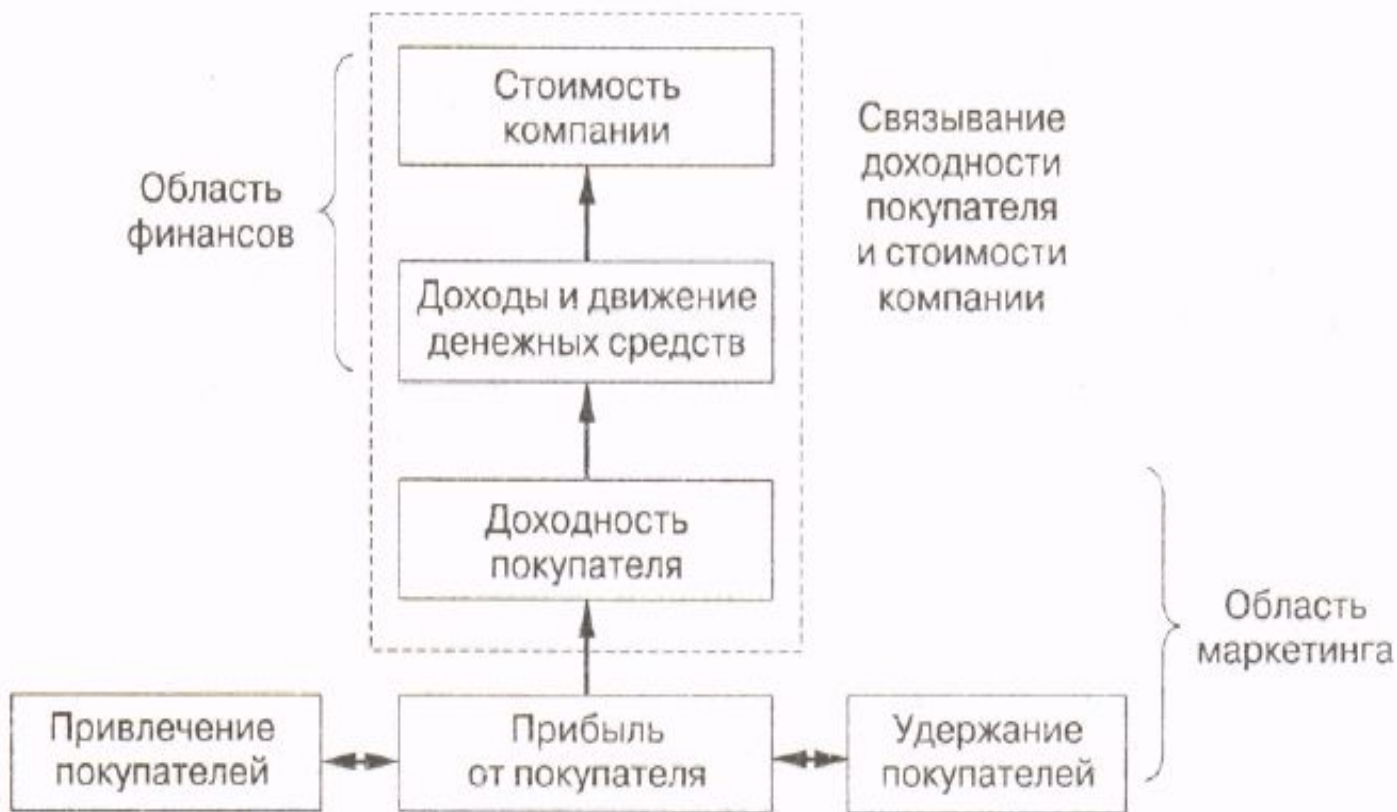 Стоимость
компании
Связывание
доходности
покупателя
и стоимости
компании
Область
финансов
Доходы и движение
денежных средств
Доходность
покупателя
Область
маркетинга
Привлечение
покупателей
Прибыль
от покупателя
Удержание
покупателей